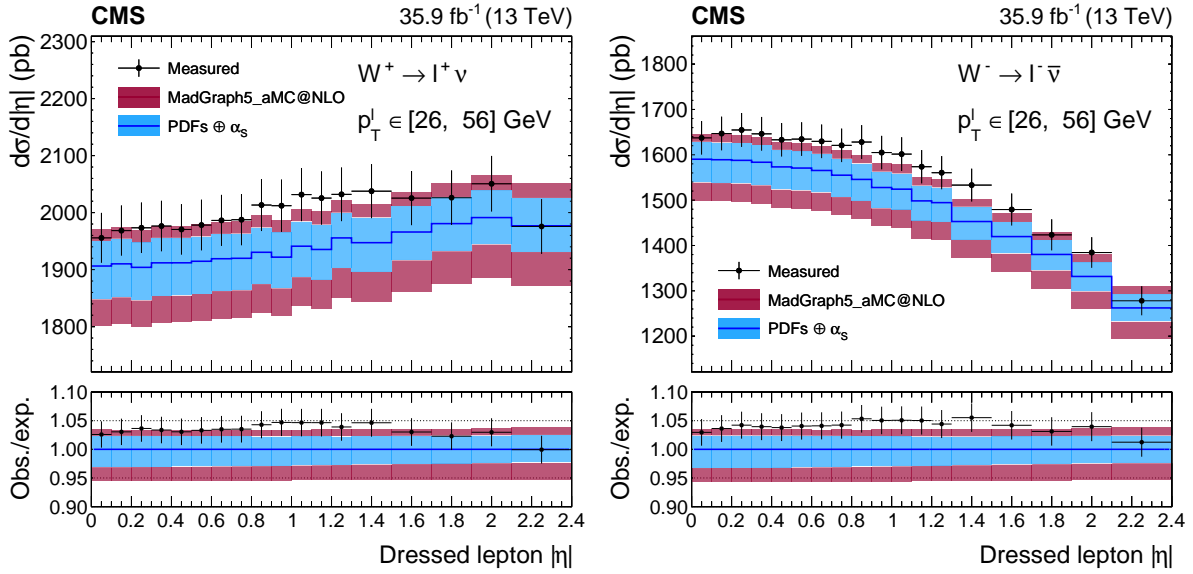 CMS 35.9 fb⁻¹ (13 TeV)
dσ/d|η| (pb)
2300
2200
2100
2000
1900
1800
Measured
MadGraph5_aMC@NLO
PDFs ⊕ αₛ
W⁺ → l⁺ ν
p_T^l ∈ [26, 56] GeV
Obs./exp.
1.10
1.05
1.00
0.95
0.90
0 0.2 0.4 0.6 0.8 1 1.2 1.4 1.6 1.8 2 2.2 2.4
Dressed lepton |η|
CMS 35.9 fb⁻¹ (13 TeV)
dσ/d|η| (pb)
1800
1700
1600
1500
1400
1300
1200
W⁻ → l⁻ ν̅
p_T^l ∈ [26, 56] GeV
Measured
MadGraph5_aMC@NLO
PDFs ⊕ αₛ
Obs./exp.
1.10
1.05
1.00
0.95
0.90
0 0.2 0.4 0.6 0.8 1 1.2 1.4 1.6 1.8 2 2.2 2.4
Dressed lepton |η|